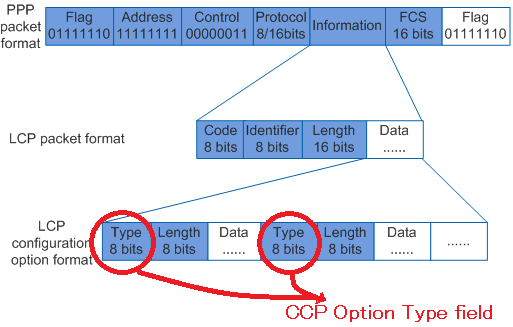 PPP
packet
format
Flag
01111110
Address
11111111
Control
00000011
Protocol
8/16bits
Information
FCS
16 bits
Flag
01111110
LCP packet format
Code
8 bits
Identifier
8 bits
Length
16 bits
Data
......
LCP
configuration
option format
Type
8 bits
Length
8 bits
Data
......
Type
8 bits
Length
8 bits
Data
......
......
CCP Option Type field